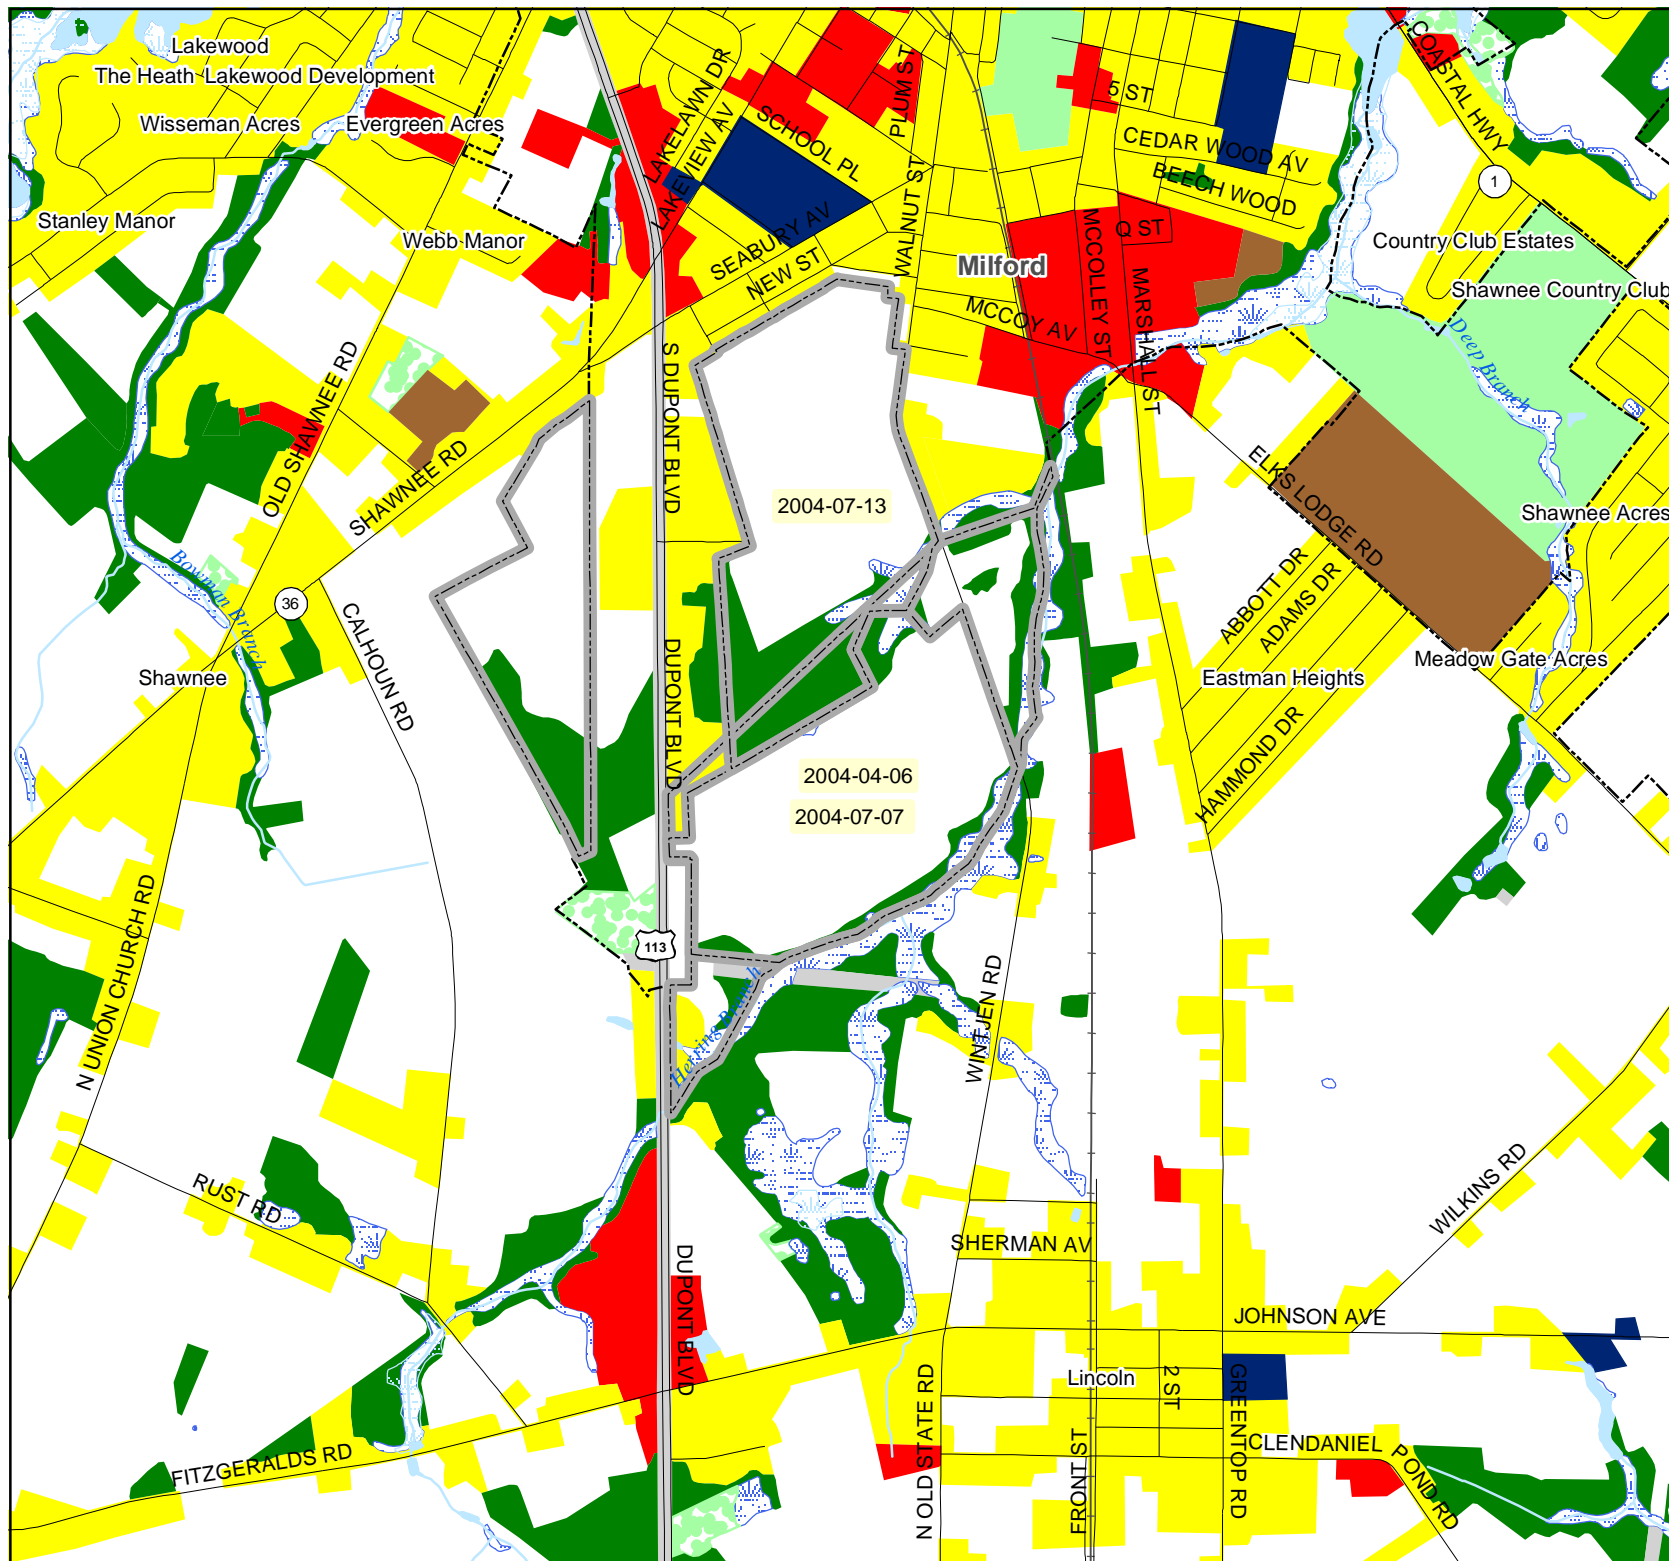 Lakewood
The Heath Lakewood Development
Wisseman Acres
Evergreen Acres
Stanley Manor
Webb Manor
LAKELAWN DR
LAKEVIEW AV
SCHOOL PL
PLUM ST
WALNUT ST
SEABURY AV
NEW ST
5 ST
CEDAR WOOD AV
BEECH WOOD
COASTAL HWY
1
Q ST
Milford
MCCOLLEY ST
MARSHALL ST
MCCOY AV
Country Club Estates
Shawnee Country Club
Deep Branch
OLD SHAWNEE RD
SHAWNEE RD
S DUPONT BLVD
2004-07-13
ELKS LODGE RD
Shawnee Acres
Bowman Branch
36
CALHOUN RD
Shawnee
DUPONT BLVD
ABBOTT DR
ADAMS DR
Eastman Heights
Meadow Gate Acres
HAMMOND DR
2004-04-06
2004-07-07
N UNION CHURCH RD
113
Herring Branch
WINTJEN RD
RUST RD
WILKINS RD
SHERMAN AV
DUPONT BLVD
JOHNSON AVE
Lincoln
2 ST
GREENTOP RD
N OLD STATE RD
FRONT ST
CLENDANIEL POND RD
FITZGERALDS RD